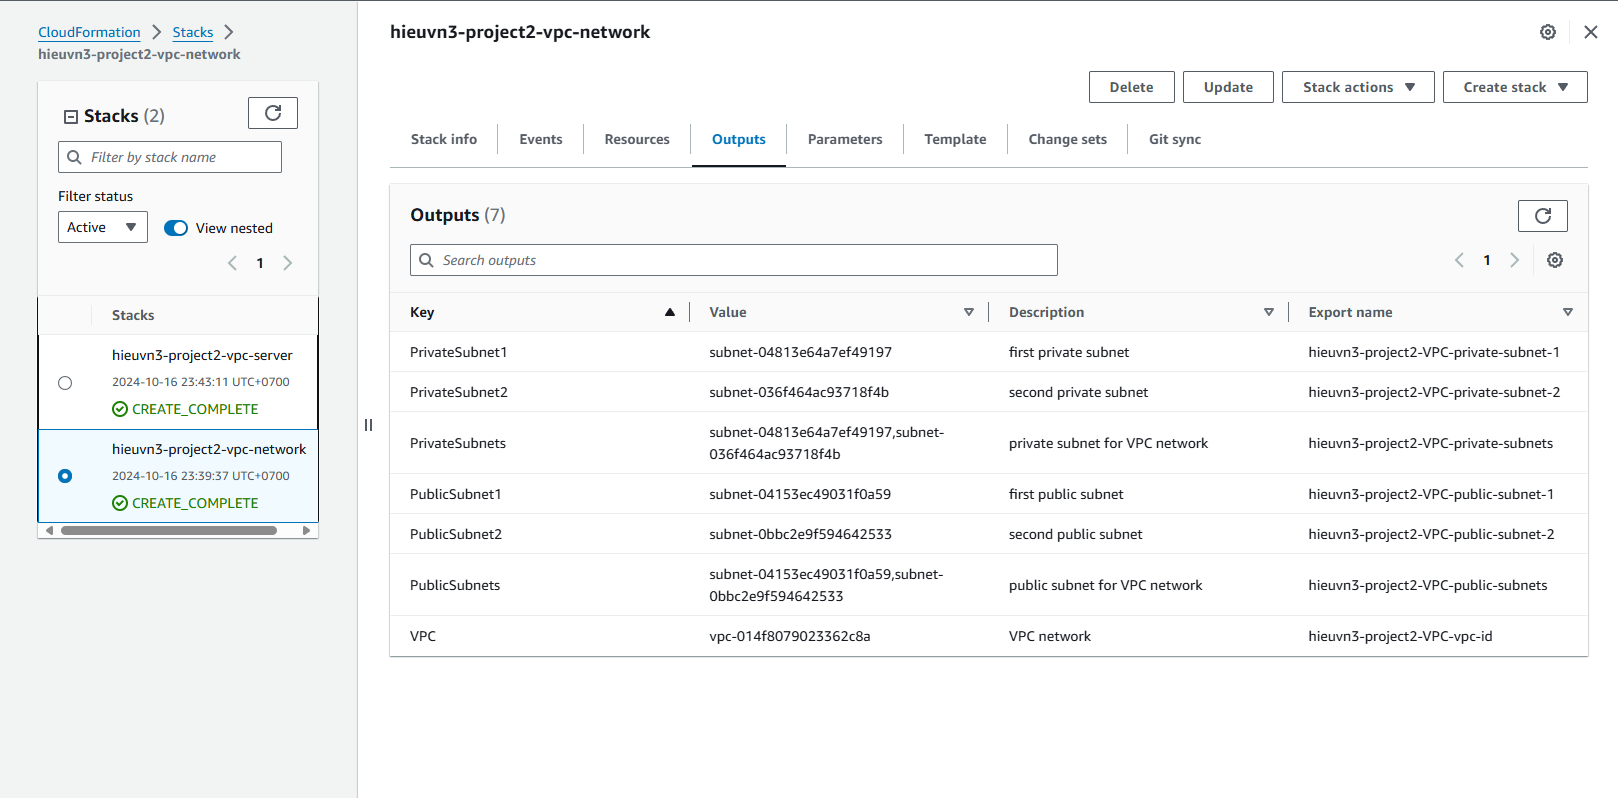 CloudFormation > Stacks >
hieuvn3-project2-vpc-network
Stacks (2)
Filter by stack name
Filter status
Active
View nested
1
Stacks
hieuvn3-project2-vpc-server
2024-10-16 23:43:11 UTC+0700
CREATE_COMPLETE
hieuvn3-project2-vpc-network
2024-10-16 23:39:37 UTC+0700
CREATE_COMPLETE
hieuvn3-project2-vpc-network
Delete Update Stack actions Create stack
Stack info Events Resources Outputs Parameters Template Change sets Git sync
Outputs (7)
Search outputs
1
Key Value Description Export name
PrivateSubnet1 subnet-04813e64a7ef49197 first private subnet hieuvn3-project2-VPC-private-subnet-1
PrivateSubnet2 subnet-036f464ac93718f4b second private subnet hieuvn3-project2-VPC-private-subnet-2
PrivateSubnets subnet-04813e64a7ef49197,subnet- private subnet for VPC network hieuvn3-project2-VPC-private-subnets
036f464ac93718f4b
PublicSubnet1 subnet-04153ec49031f0a59 first public subnet hieuvn3-project2-VPC-public-subnet-1
PublicSubnet2 subnet-0bbc2e9f594642533 second public subnet hieuvn3-project2-VPC-public-subnet-2
PublicSubnets subnet-04153ec49031f0a59,subnet- public subnet for VPC network hieuvn3-project2-VPC-public-subnets
0bbc2e9f594642533
VPC vpc-014f8079023362c8a VPC network hieuvn3-project2-VPC-vpc-id